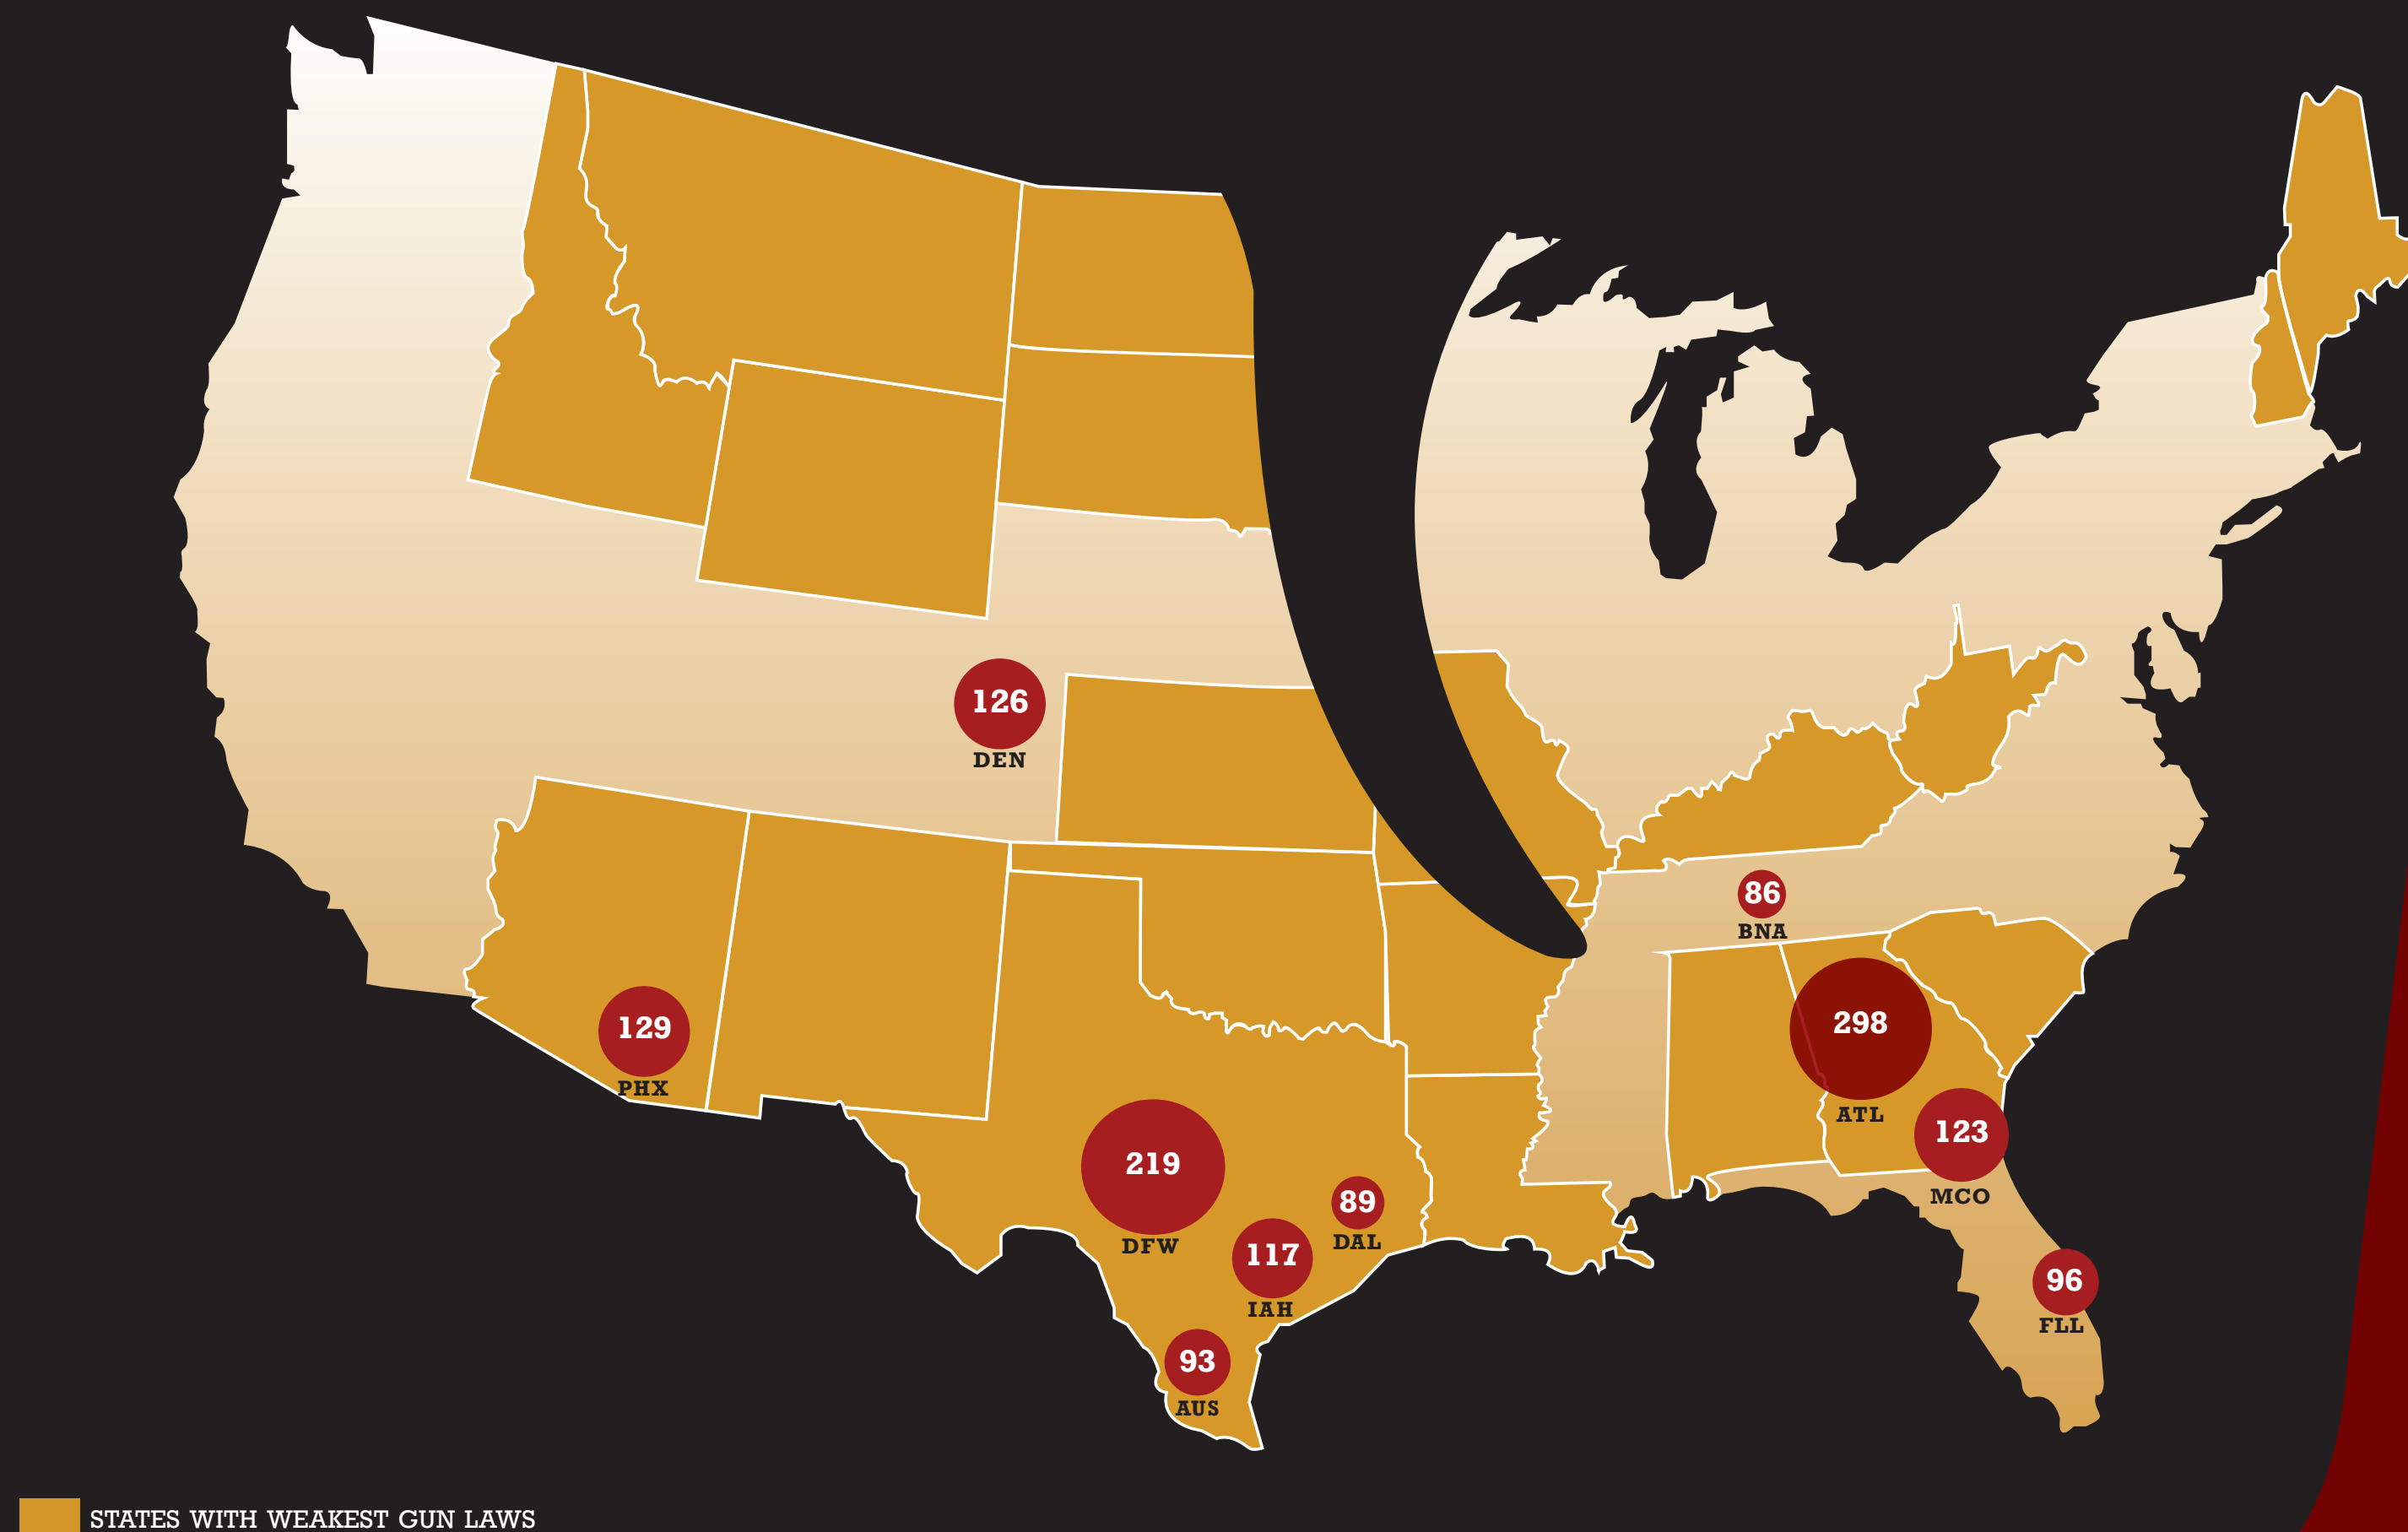 126
DEN
86
BNA
298
ATL
129
PHX
123
MCO
219
DFW
89
DAL
117
IAH
96
FLL
93
AUS
STATES WITH WEAKEST GUN LAWS